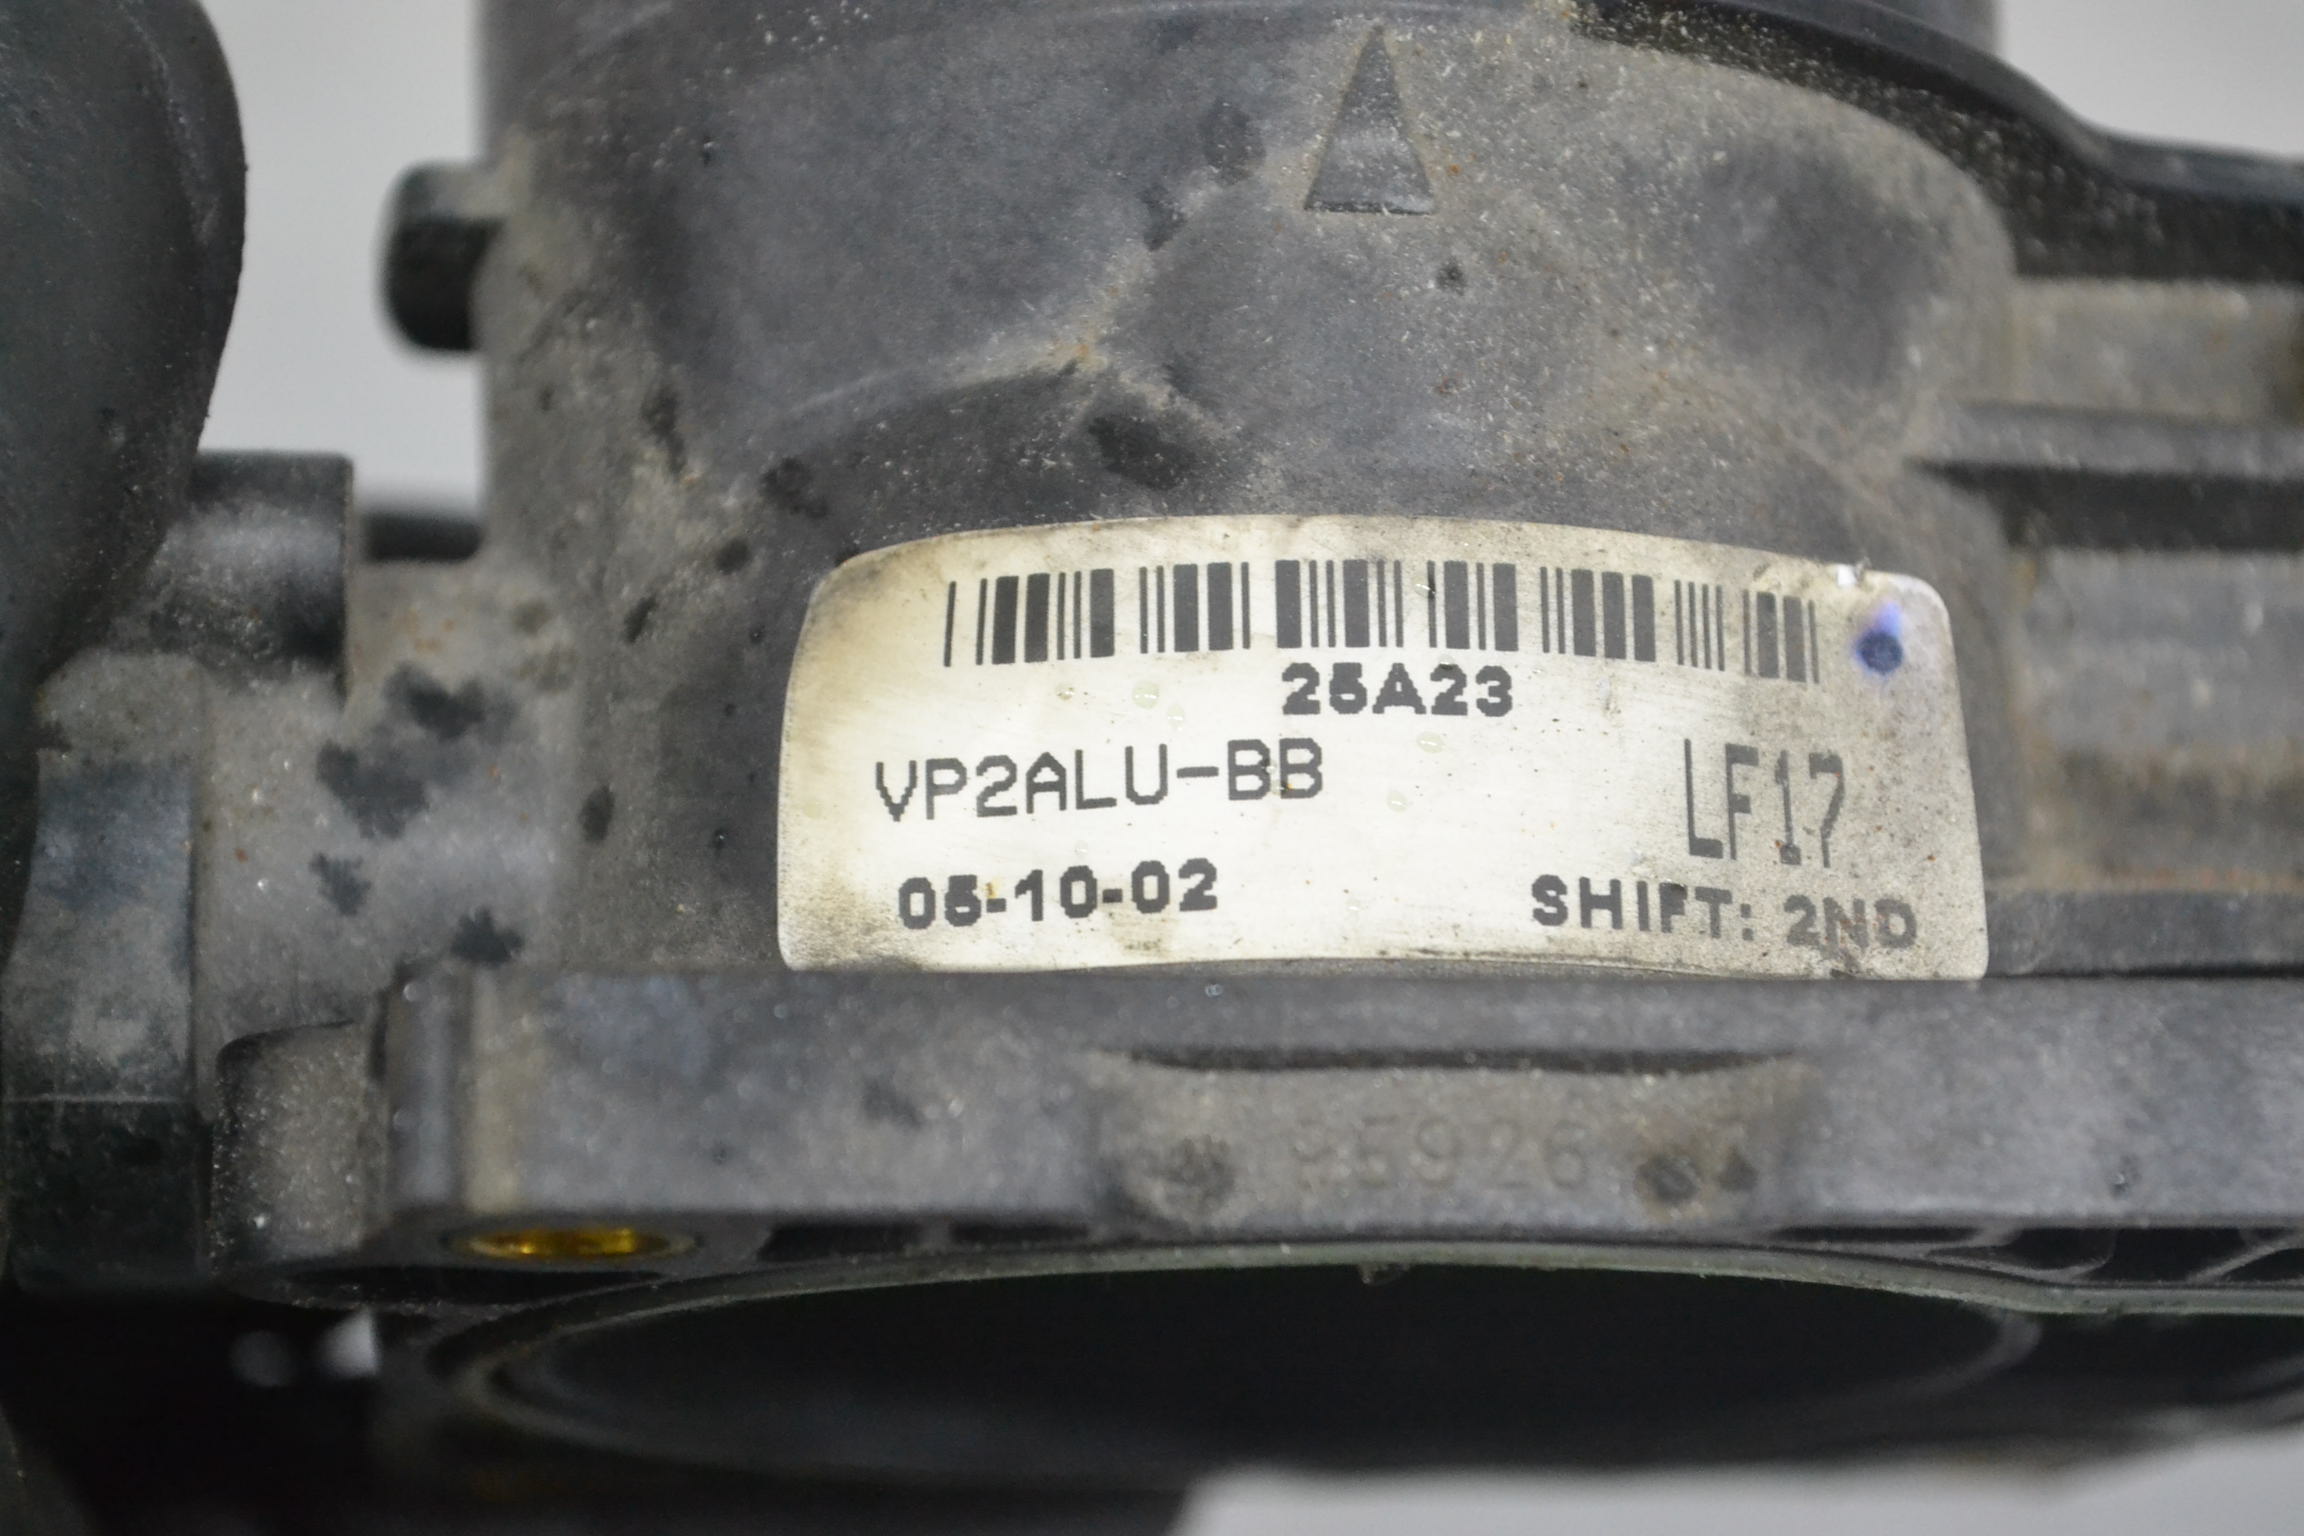 25A23
VP2ALU-BB
LF17
05-10-02
SHIFT: 2ND